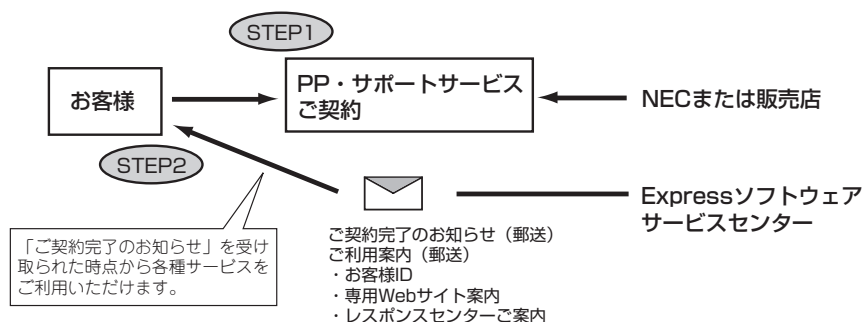 STEP1
お客様
PP・サポートサービス
ご契約
NECまたは販売店
STEP2
Expressソフトウェア
サービスセンター
「ご契約完了のお知らせ」を受け
取られた時点から各種サービスを
ご利用いただけます。
ご契約完了のお知らせ（郵送）
ご利用案内（郵送）
・お客様ID
・専用Webサイト案内
・レスポンスセンターご案内